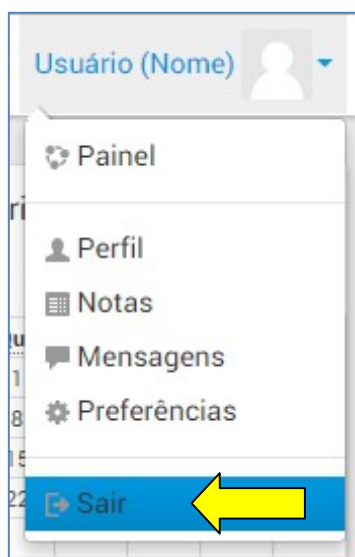 Usuário (Nome)
Painel
Perfil
Notas
Mensagens
Preferências
Sair